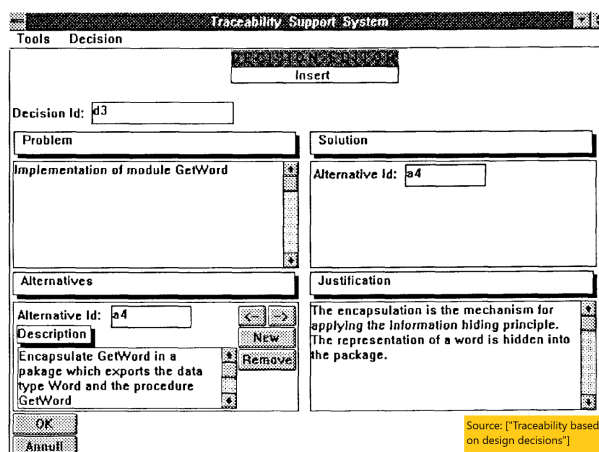 Traceability Support System
Tools Decision
DECISION EDITOR
Insert
Decision Id: d3
Problem
Implementation of module GetWord
Solution
Alternative Id: a4
Alternatives
Alternative Id: a4
<- ->
Description
New
Remove
Encapsulate GetWord in a
pakage which exports the data
type Word and the procedure
GetWord
Justification
The encapsulation is the mechanism for
applying the information hiding principle.
The representation of a word is hidden into
the package.
OK
Annull
Source: ["Traceability based
on design decisions"]